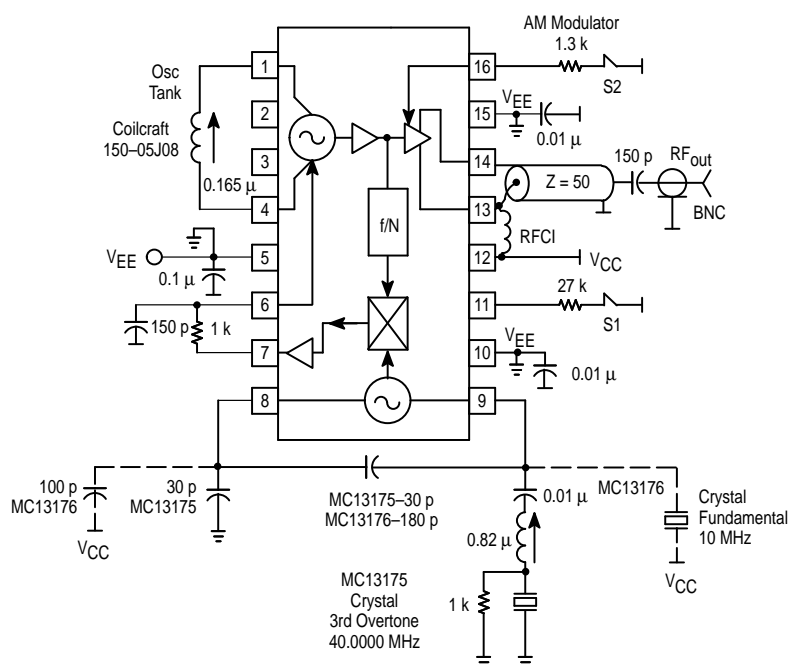 AM Modulator
1.3 k
S2
Osc
Tank
Coilcraft
150–05J08
0.165 µ
1
2
3
4
5
6
7
8
16
15
14
13
12
11
10
9
VEE
0.01 µ
150 p
RFout
Z = 50
BNC
RFCI
VCC
f/N
VEE
0.1 µ
27 k
S1
150 p
1 k
VEE
0.01 µ
100 p
MC13176
VCC
30 p
MC13175
MC13175–30 p
MC13176–180 p
0.01 µ
MC13176
Crystal
Fundamental
10 MHz
VCC
0.82 µ
MC13175
Crystal
3rd Overtone
40.0000 MHz
1 k